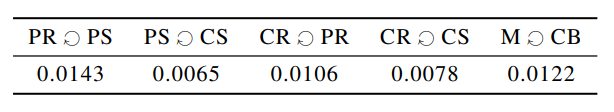 PR ↻ PS PS ↻ CS CR ↻ PR CR ↻ CS M ↻ CB
0.0143 0.0065 0.0106 0.0078 0.0122